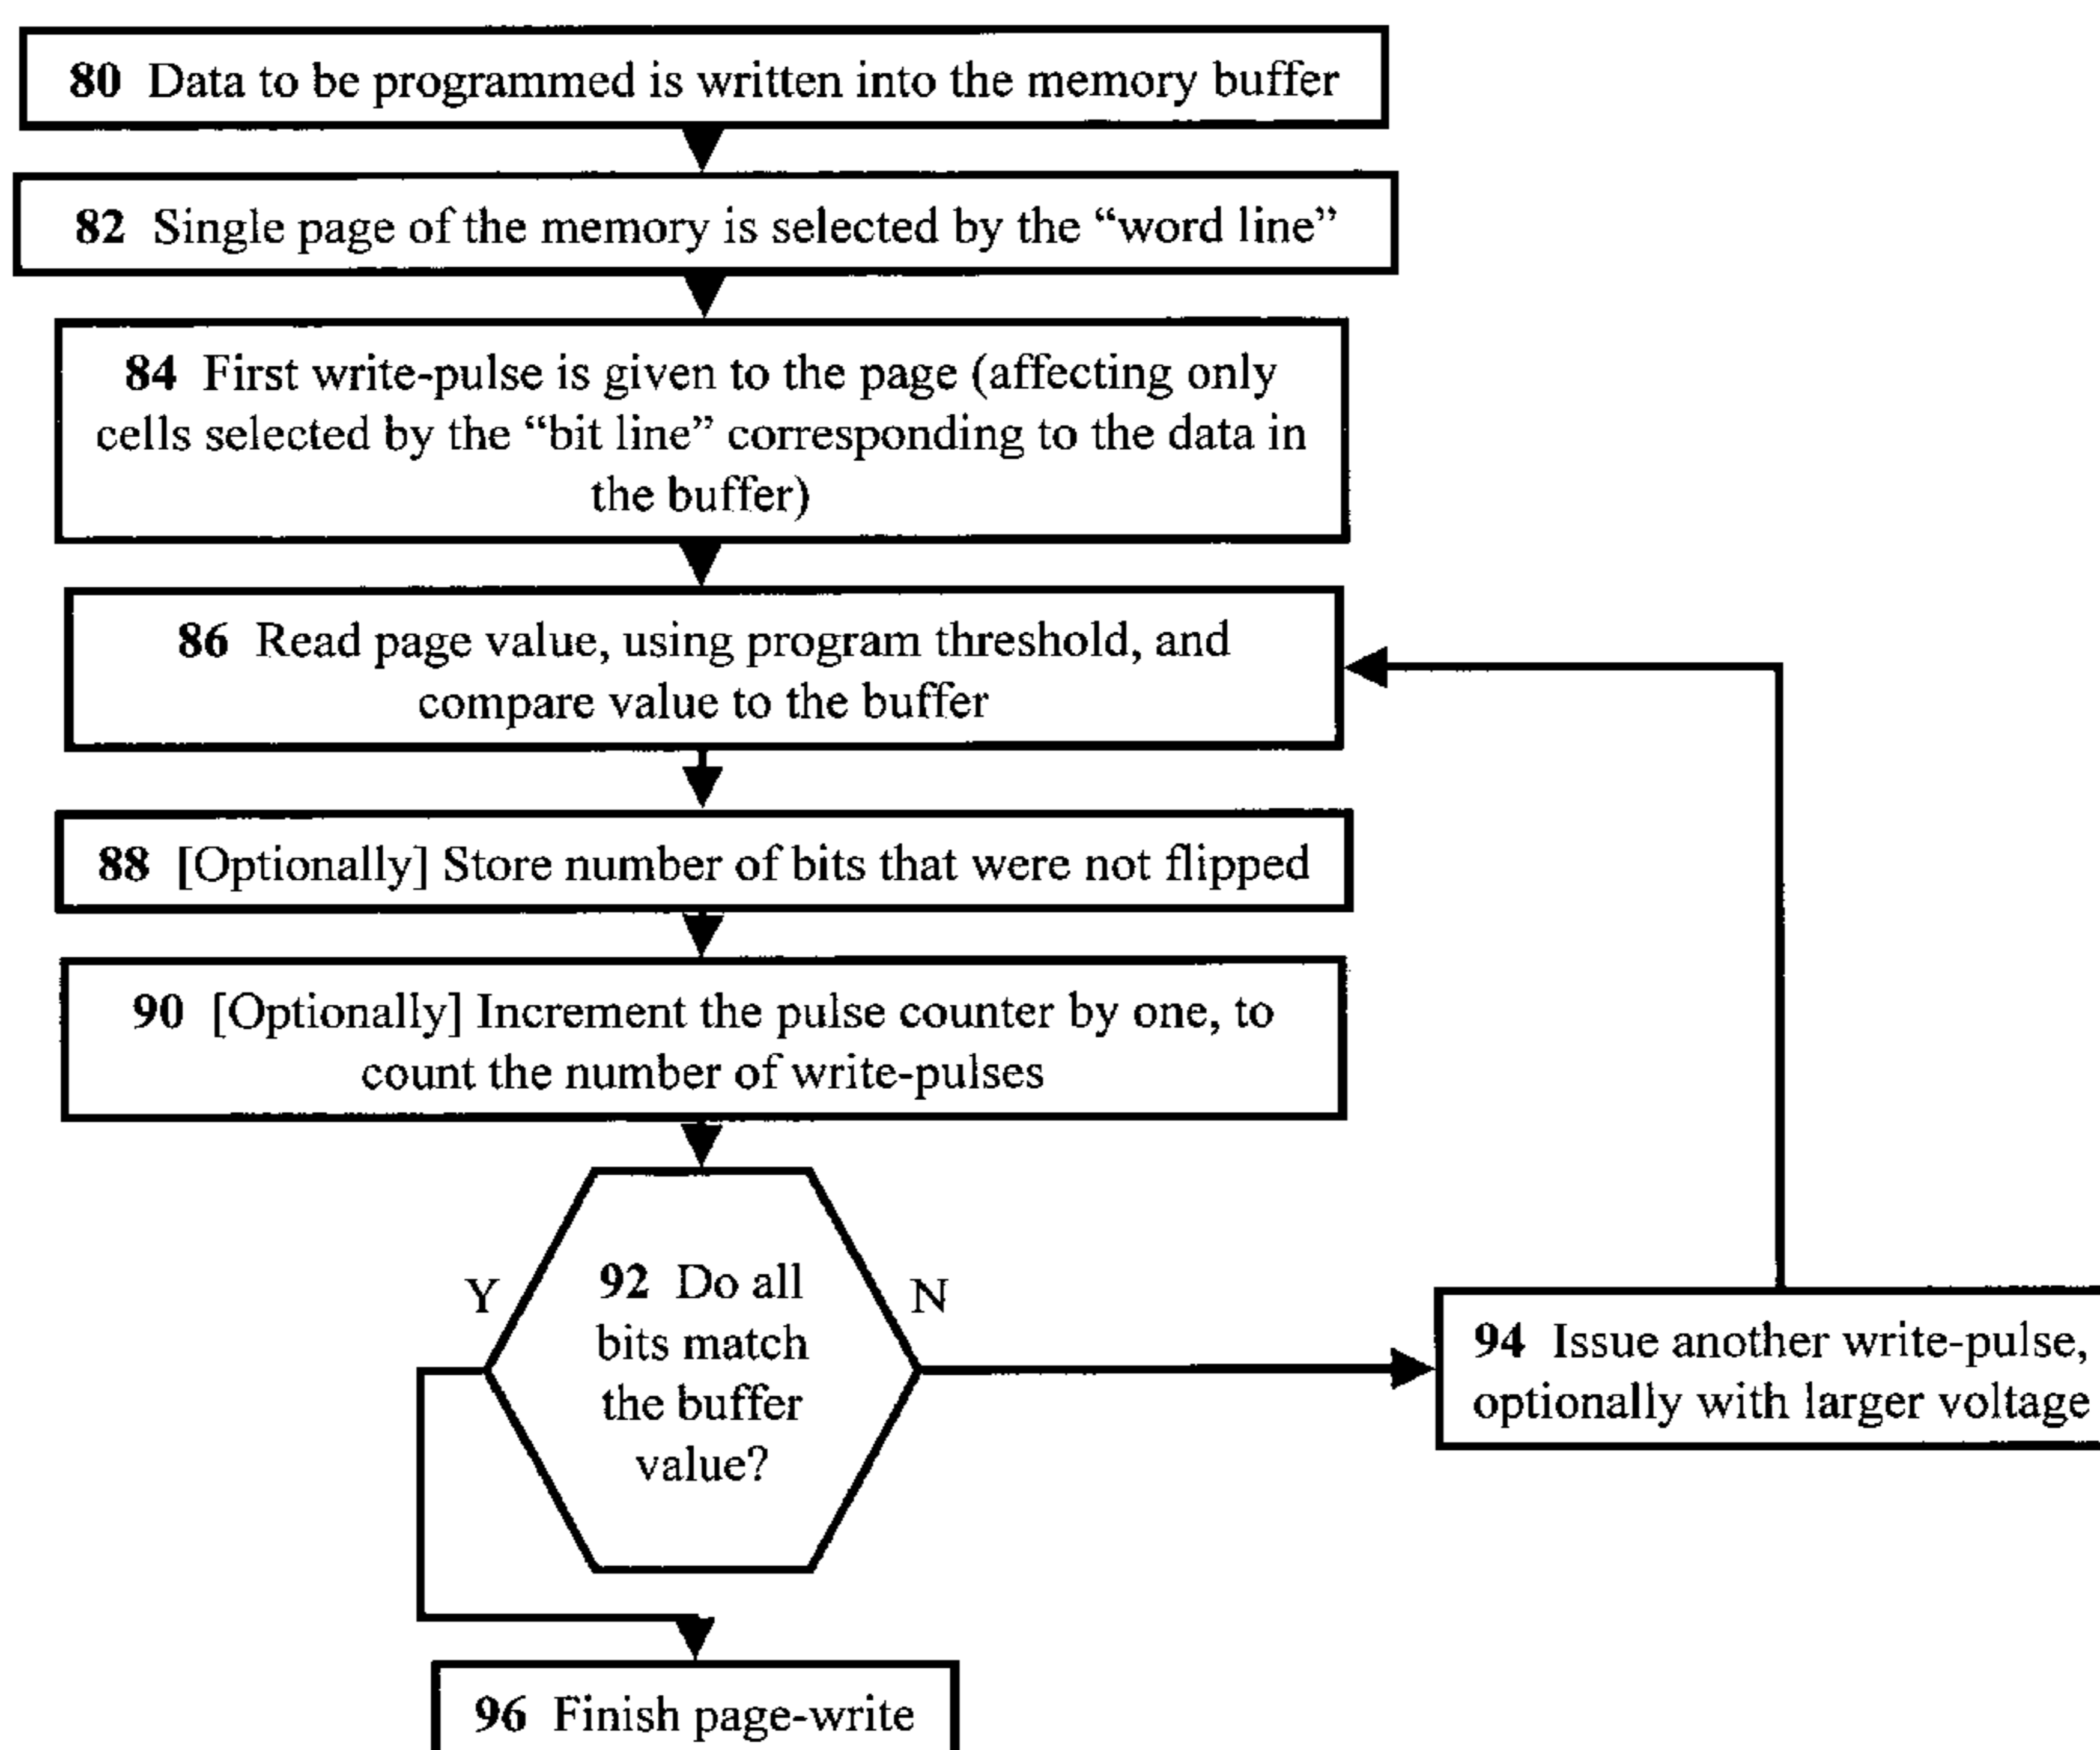 80 Data to be programmed is written into the memory buffer
82 Single page of the memory is selected by the “word line”
84 First write-pulse is given to the page (affecting only
cells selected by the “bit line” corresponding to the data in
the buffer)
86 Read page value, using program threshold, and
compare value to the buffer
88 [Optionally] Store number of bits that were not flipped
90 [Optionally] Increment the pulse counter by one, to
count the number of write-pulses
Y
92 Do all
bits match
the buffer
value?
N
94 Issue another write-pulse,
optionally with larger voltage
96 Finish page-write